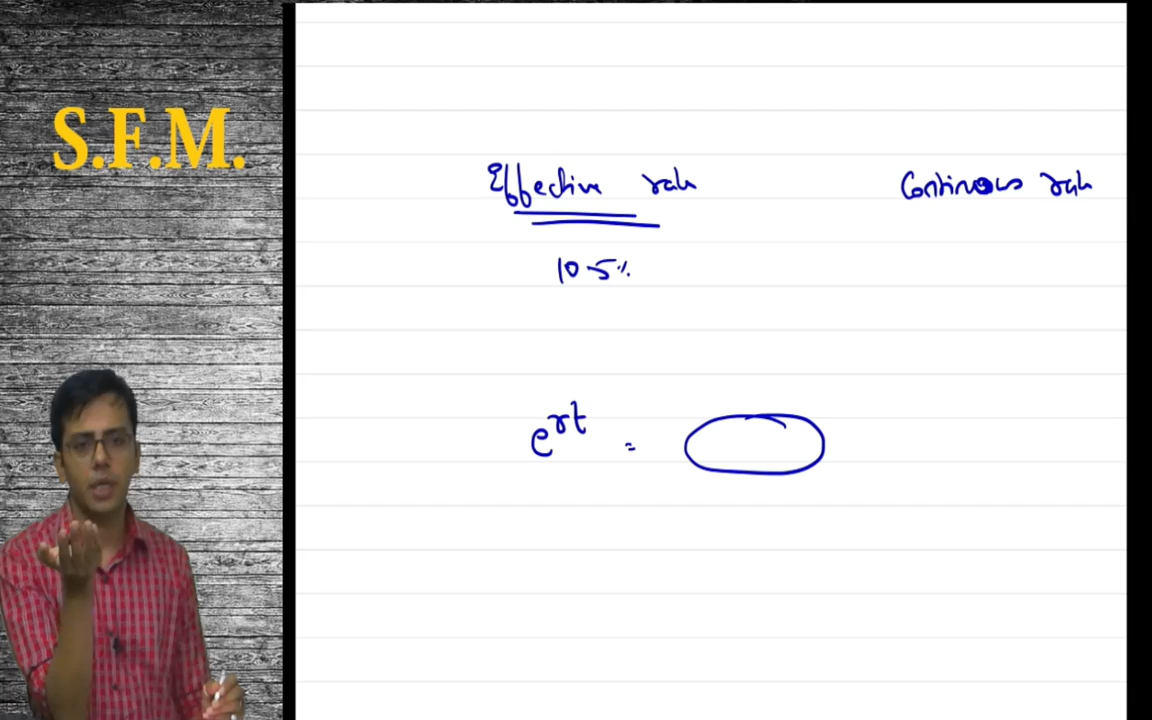 S.F.M.
Effective rate Continuous rate
10.5%
e^rt =